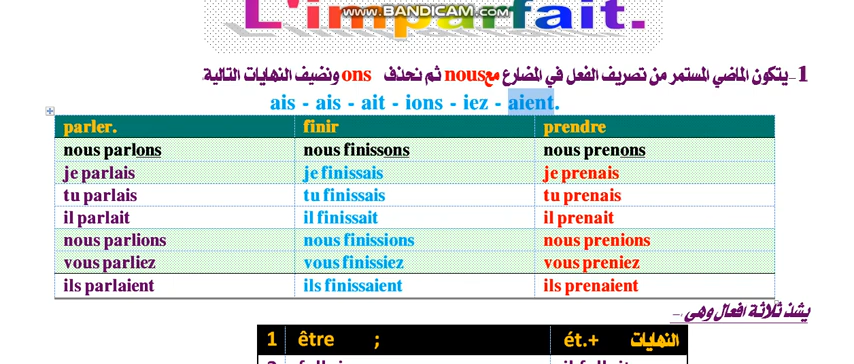 L'imparfait.
www.BANDICAM.com
1–يتكون الماضي المستمر من تصريف الفعل في المضارع معnous ثم نحذف ons ونضيف النهايات التالية
ais - ais - ait - ions - iez - aient.
parler. finir prendre
nous parlons nous finissons nous prenons
je parlais je finissais je prenais
tu parlais tu finissais tu prenais
il parlait il finissait il prenait
nous parlions nous finissions nous prenions
vous parliez vous finissiez vous preniez
ils parlaient ils finissaient ils prenaient
يشذ ثلاثة افعال وهى :–
1 être ; ét.+ النهايات